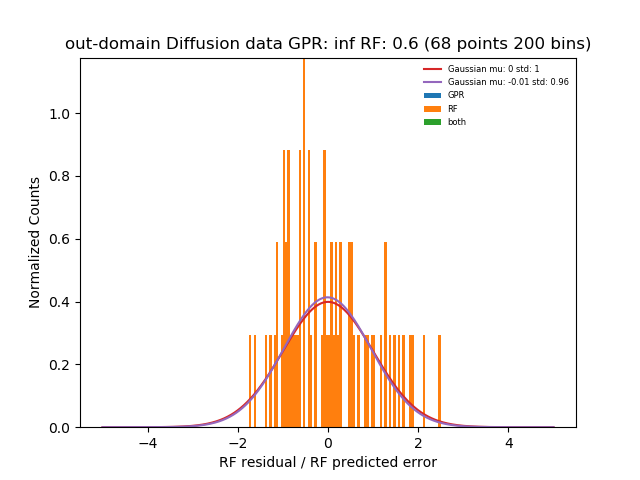 out-domain Diffusion data GPR: inf RF: 0.6 (68 points 200 bins)
Gaussian mu: 0 std: 1
Gaussian mu: -0.01 std: 0.96
GPR
RF
both
Normalized Counts
1.0
0.8
0.6
0.4
0.2
0.0
−4
−2
0
2
4
RF residual / RF predicted error